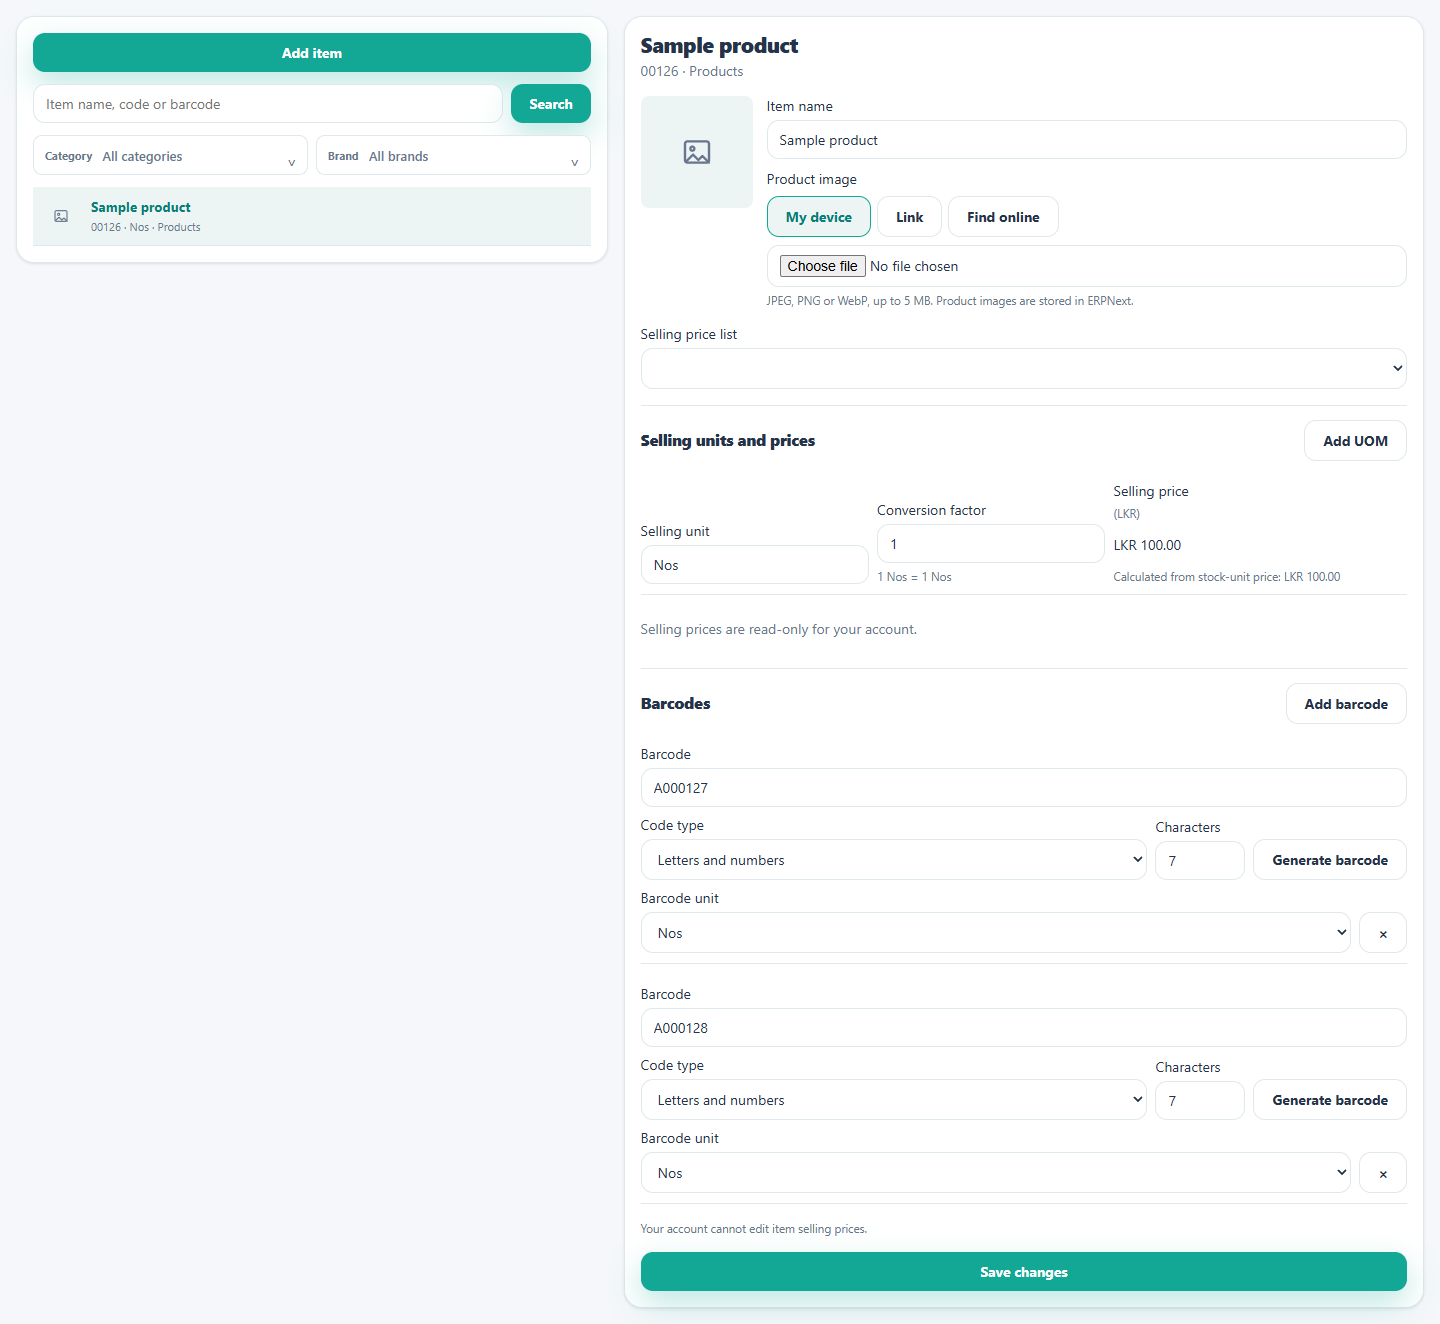 Add item
Item name, code or barcode
Search
Category All categories
Brand All brands
Sample product
00126 · Nos · Products
Sample product
00126 · Products
Item name
Sample product
Product image
My device
Link
Find online
Choose file No file chosen
JPEG, PNG or WebP, up to 5 MB. Product images are stored in ERPNext.
Selling price list
Selling units and prices
Add UOM
Selling unit
Nos
Conversion factor
1
1 Nos = 1 Nos
Selling price
(LKR)
LKR 100.00
Calculated from stock-unit price: LKR 100.00
Selling prices are read-only for your account.
Barcodes
Add barcode
Barcode
A000127
Code type
Letters and numbers
Characters
7
Generate barcode
Barcode unit
Nos
×
Barcode
A000128
Code type
Letters and numbers
Characters
7
Generate barcode
Barcode unit
Nos
×
Your account cannot edit item selling prices.
Save changes